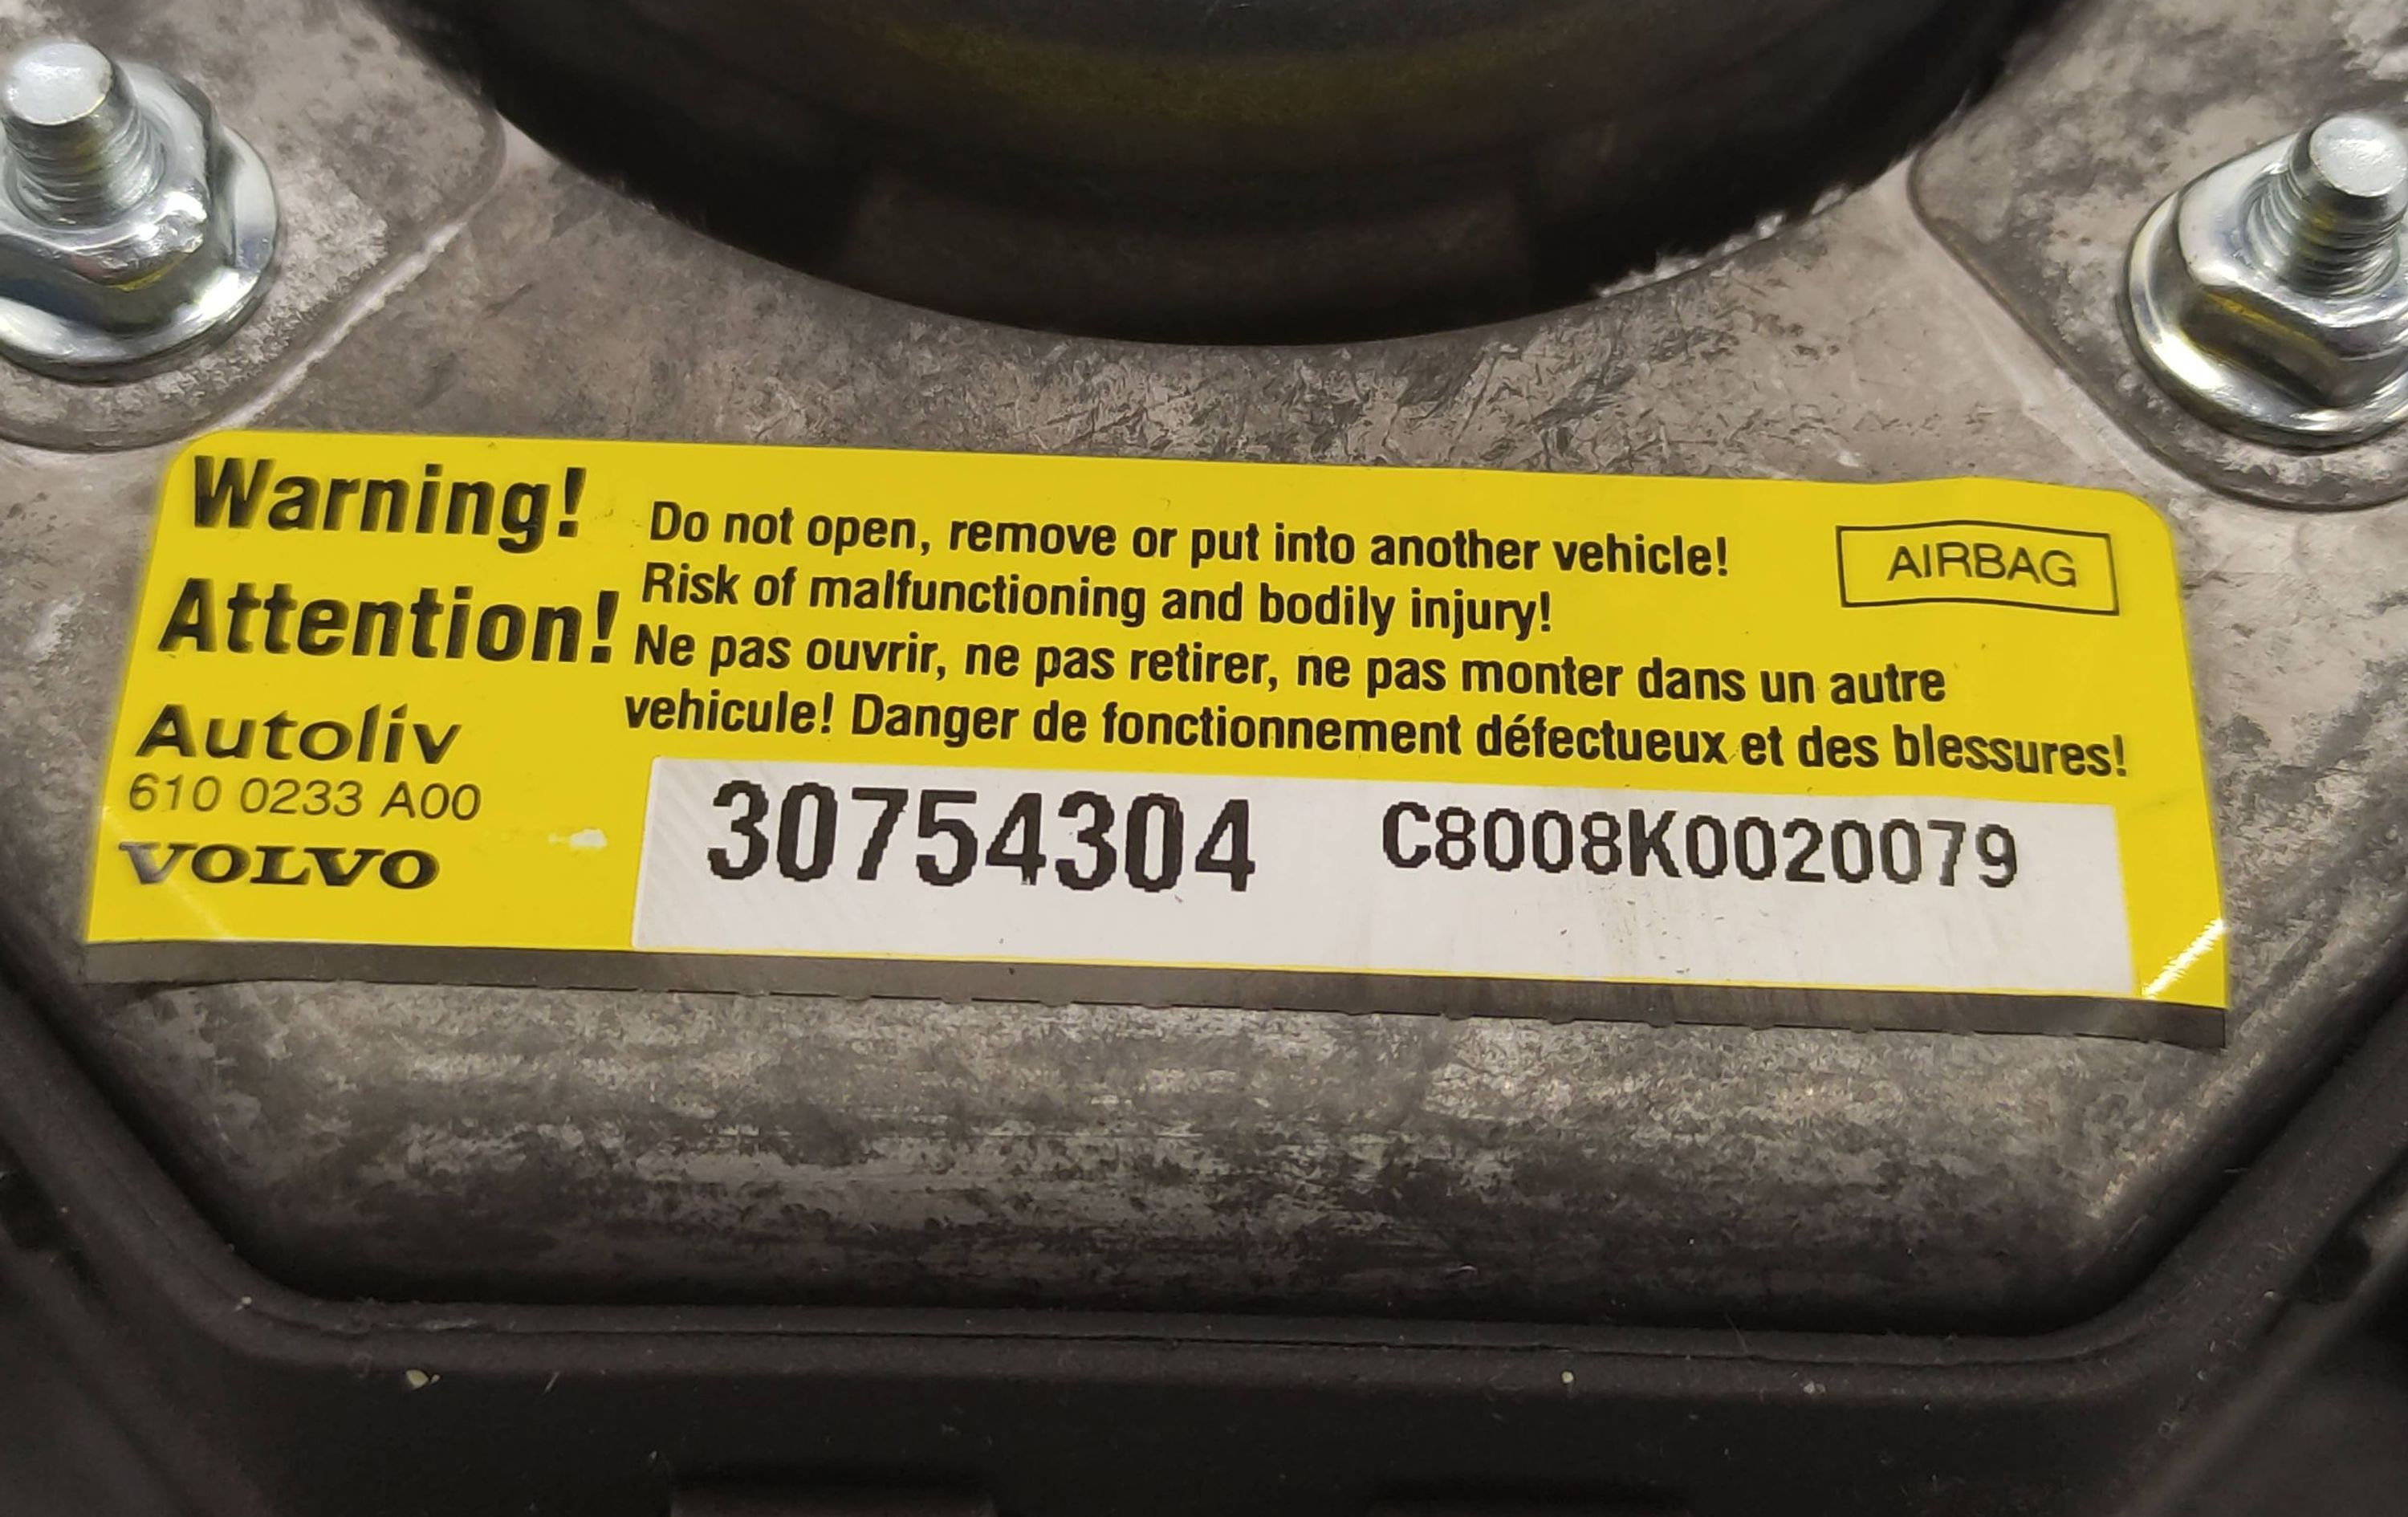 Warning!
Attention!
Do not open, remove or put into another vehicle!
Risk of malfunctioning and bodily injury!
Ne pas ouvrir, ne pas retirer, ne pas monter dans un autre
vehicule! Danger de fonctionnement défectueux et des blessures!
AIRBAG
Autoliv
610 0233 A00
VOLVO
30754304 C8008K0020079